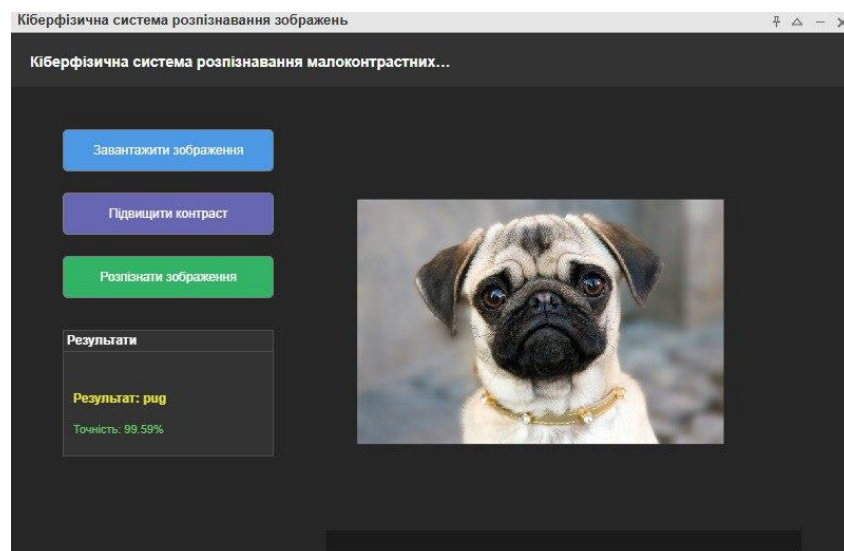 Кіберфізична система розпізнавання зображень
Кіберфізична система розпізнавання малоконтрастних...
Завантажити зображення
Підвищити контраст
Розпізнати зображення
Результати
Результат: pug
Точність: 99.59%